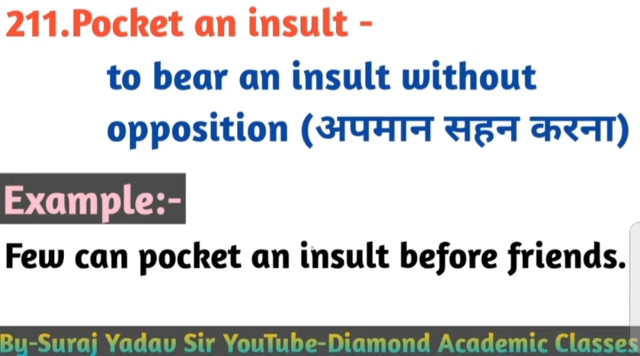 211.Pocket an insult -
to bear an insult without
opposition (अपमान सहन करना)
Example:-
Few can pocket an insult before friends.
By-Suraj Yadav Sir YouTube-Diamond Academic Classes